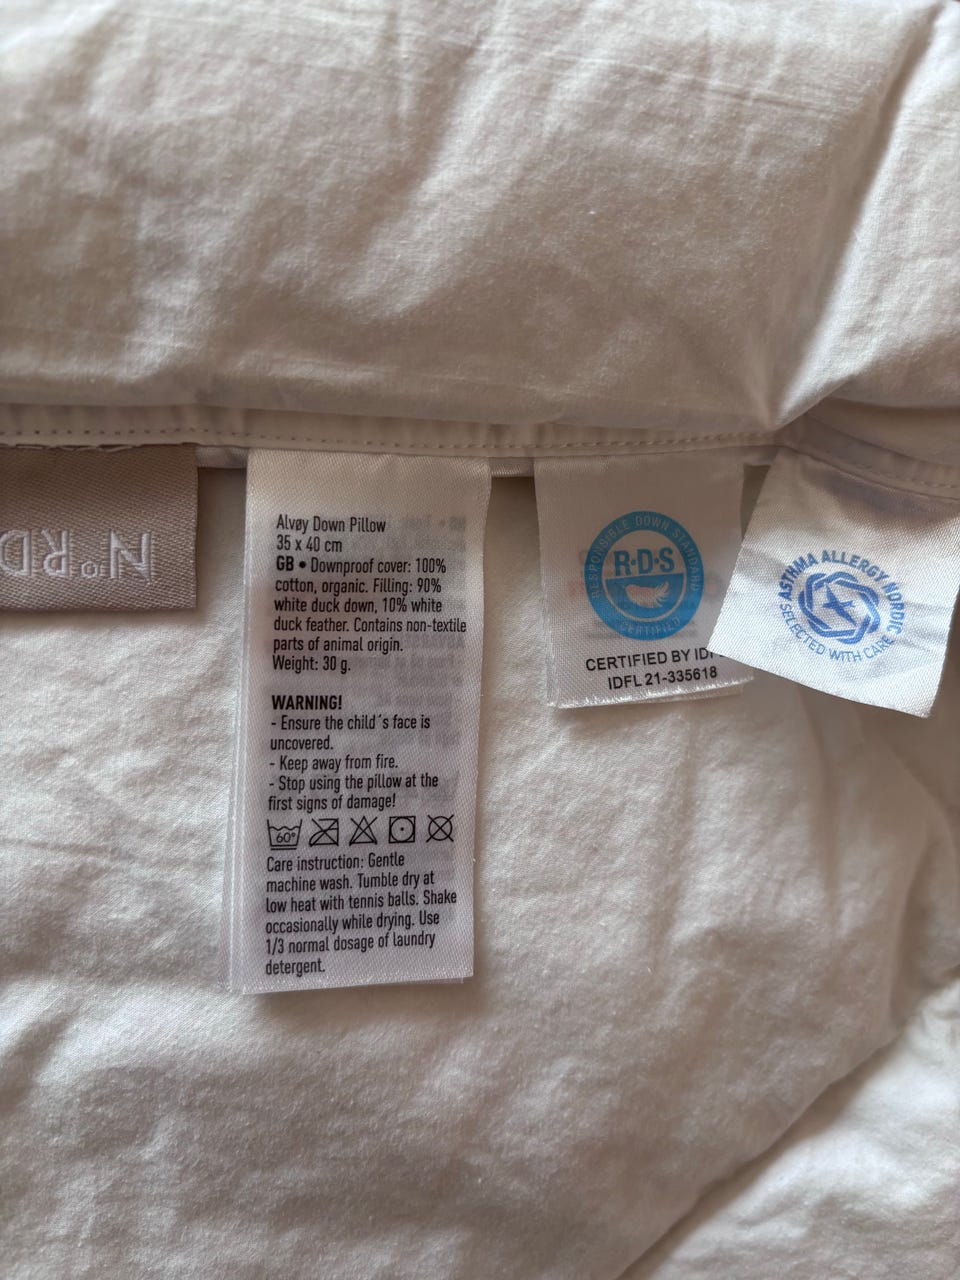 Alvøy Down Pillow
35 x 40 cm
GB • Downproof cover: 100%
cotton, organic. Filling: 90%
white duck down, 10% white
duck feather. Contains non-textile
parts of animal origin.
Weight: 30 g.
WARNING!
- Ensure the child´s face is
uncovered.
- Keep away from fire.
- Stop using the pillow at the
first signs of damage!
60°
Care instruction: Gentle
machine wash. Tumble dry at
low heat with tennis balls. Shake
occasionally while drying. Use
1/3 normal dosage of laundry
detergent.
RESPONSIBLE DOWN STANDARD
R·D·S
CERTIFIED
CERTIFIED BY
IDFL 21-335618
ASTHMA ALLERGY NORDIC
SELECTED WITH CARE